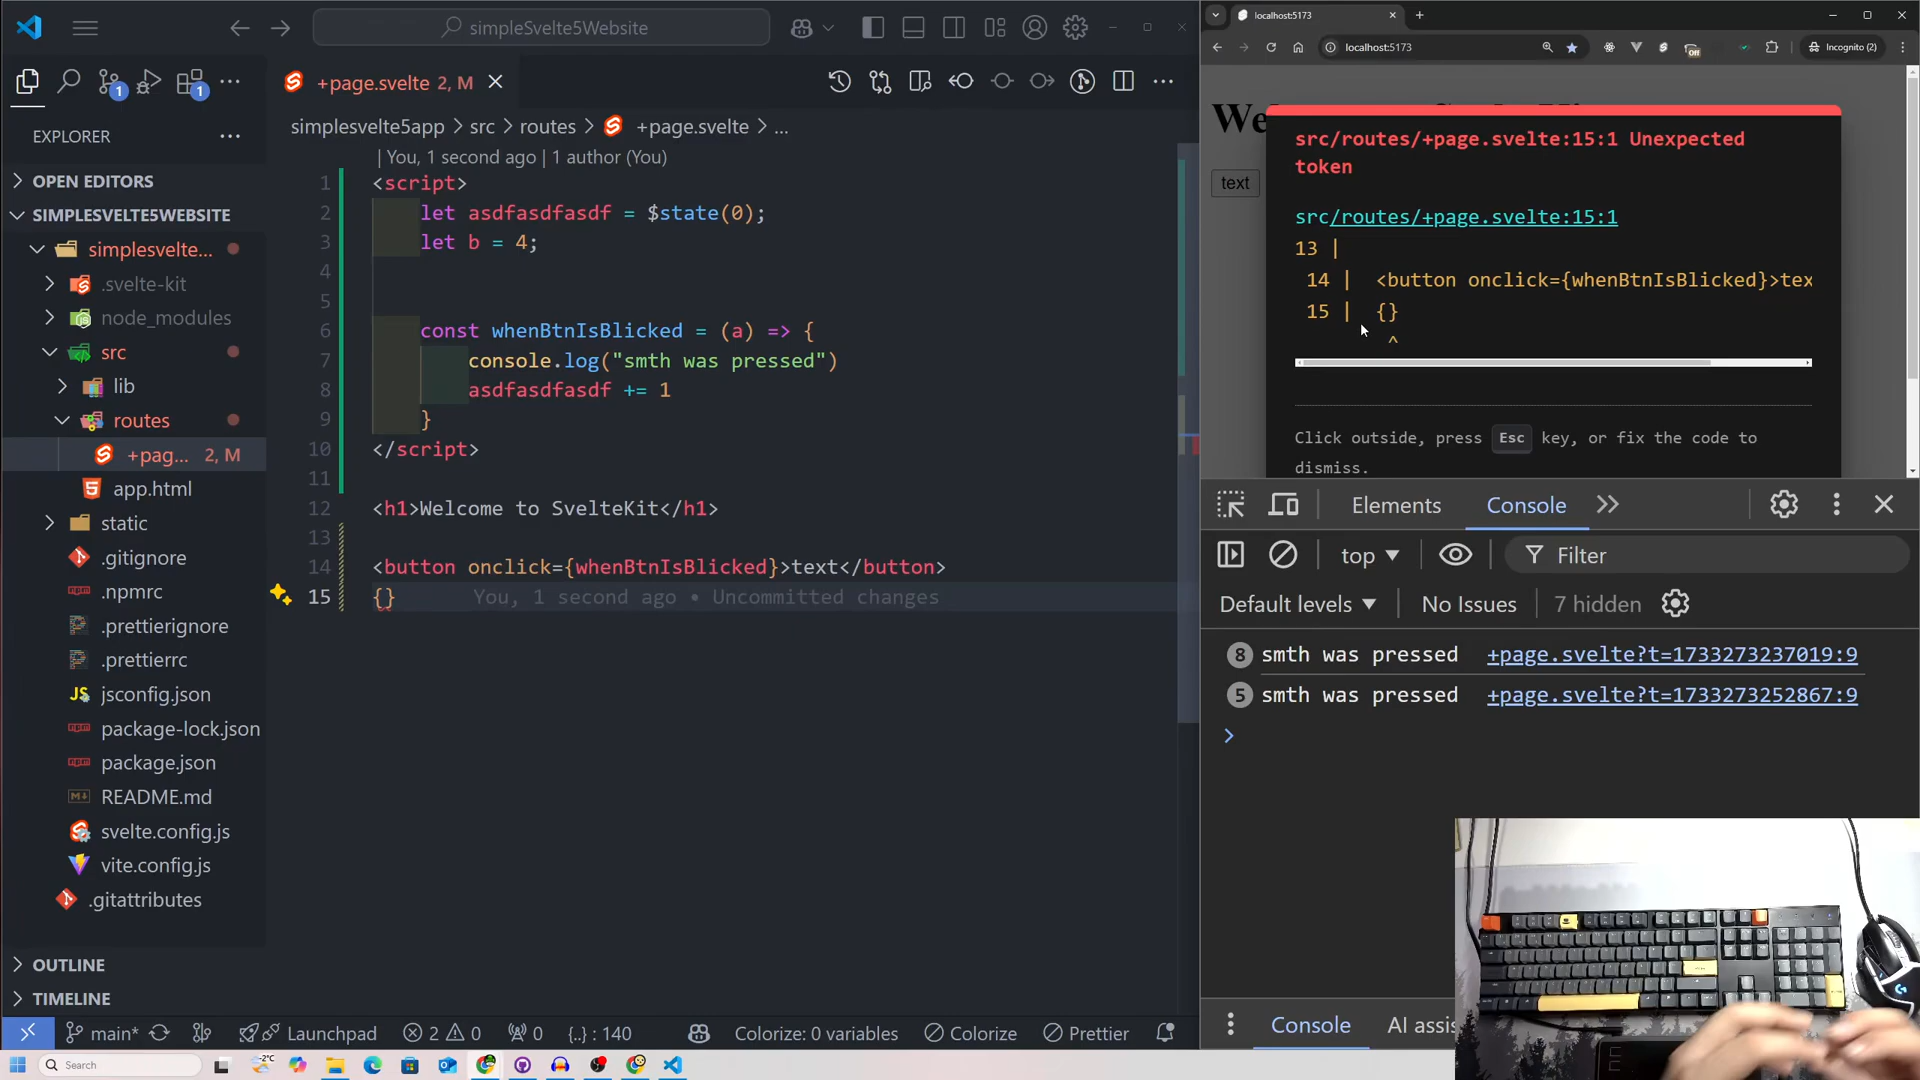 simpleSvelte5Website
+page.svelte 2, M
EXPLORER
simplesvelte5app > src > routes > +page.svelte > ...
You, 1 second ago | 1 author (You)
OPEN EDITORS
SIMPLESVELTE5WEBSITE
simplesvelte...
.svelte-kit
node_modules
src
lib
routes
+pag... 2, M
app.html
static
.gitignore
.npmrc
.prettierignore
.prettierrc
jsconfig.json
package-lock.json
package.json
README.md
svelte.config.js
vite.config.js
.gitattributes
OUTLINE
TIMELINE
1 <script>
2 let asdfasdfasdf = $state(0);
3 let b = 4;
4
5
6 const whenBtnIsBlicked = (a) => {
7 console.log("smth was pressed")
8 asdfasdfasdf += 1
9 }
10 </script>
11
12 <h1>Welcome to SvelteKit</h1>
13
14 <button onclick={whenBtnIsBlicked}>text</button>
15 {} You, 1 second ago • Uncommitted changes
main* Launchpad 2 0 0 {..} : 140 Colorize: 0 variables Colorize Prettier
localhost:5173
localhost:5173 Off Incognito (2)
We
text
src/routes/+page.svelte:15:1 Unexpected
token
src/routes/+page.svelte:15:1
13 |
14 | <button onclick={whenBtnIsBlicked}>tex
15 | {}
^
Click outside, press Esc key, or fix the code to
dismiss.
Elements Console
top Filter
Default levels No Issues 7 hidden
8 smth was pressed +page.svelte?t=1733273237019:9
5 smth was pressed +page.svelte?t=1733273252867:9
Console AI assis
Search
-2°C